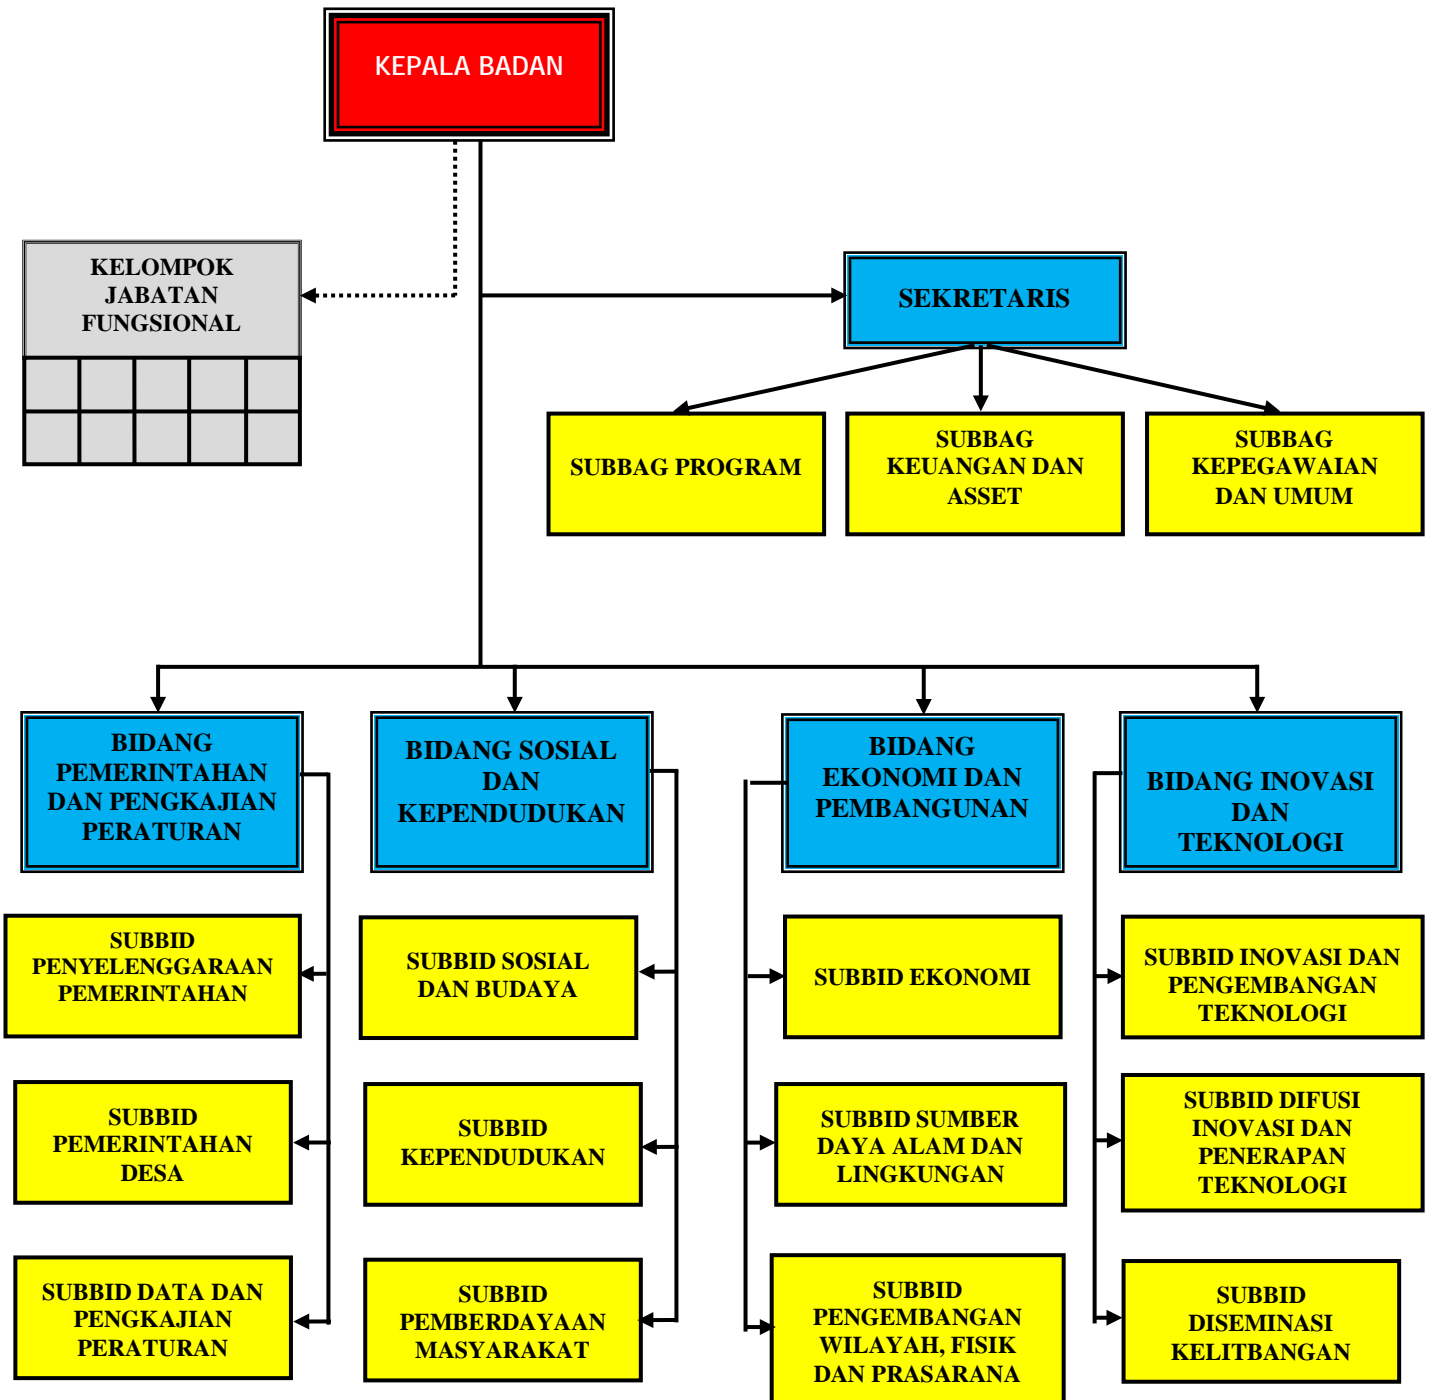 KEPALA BADAN
KELOMPOK
JABATAN
FUNGSIONAL
SEKRETARIS
SUBBAG PROGRAM
SUBBAG
KEUANGAN DAN
ASSET
SUBBAG
KEPEGAWAIAN
DAN UMUM
BIDANG
PEMERINTAHAN
DAN PENGKAJIAN
PERATURAN
BIDANG SOSIAL
DAN
KEPENDUDUKAN
BIDANG
EKONOMI DAN
PEMBANGUNAN
BIDANG INOVASI
DAN
TEKNOLOGI
SUBBID
PENYELENGGARAAN
PEMERINTAHAN
SUBBID SOSIAL
DAN BUDAYA
SUBBID EKONOMI
SUBBID INOVASI DAN
PENGEMBANGAN
TEKNOLOGI
SUBBID
PEMERINTAHAN
DESA
SUBBID
KEPENDUDUKAN
SUBBID SUMBER
DAYA ALAM DAN
LINGKUNGAN
SUBBID DIFUSI
INOVASI DAN
PENERAPAN
TEKNOLOGI
SUBBID DATA DAN
PENGKAJIAN
PERATURAN
SUBBID
PEMBERDAYAAN
MASYARAKAT
SUBBID
PENGEMBANGAN
WILAYAH, FISIK
DAN PRASARANA
SUBBID
DISEMINASI
KELITBANGAN